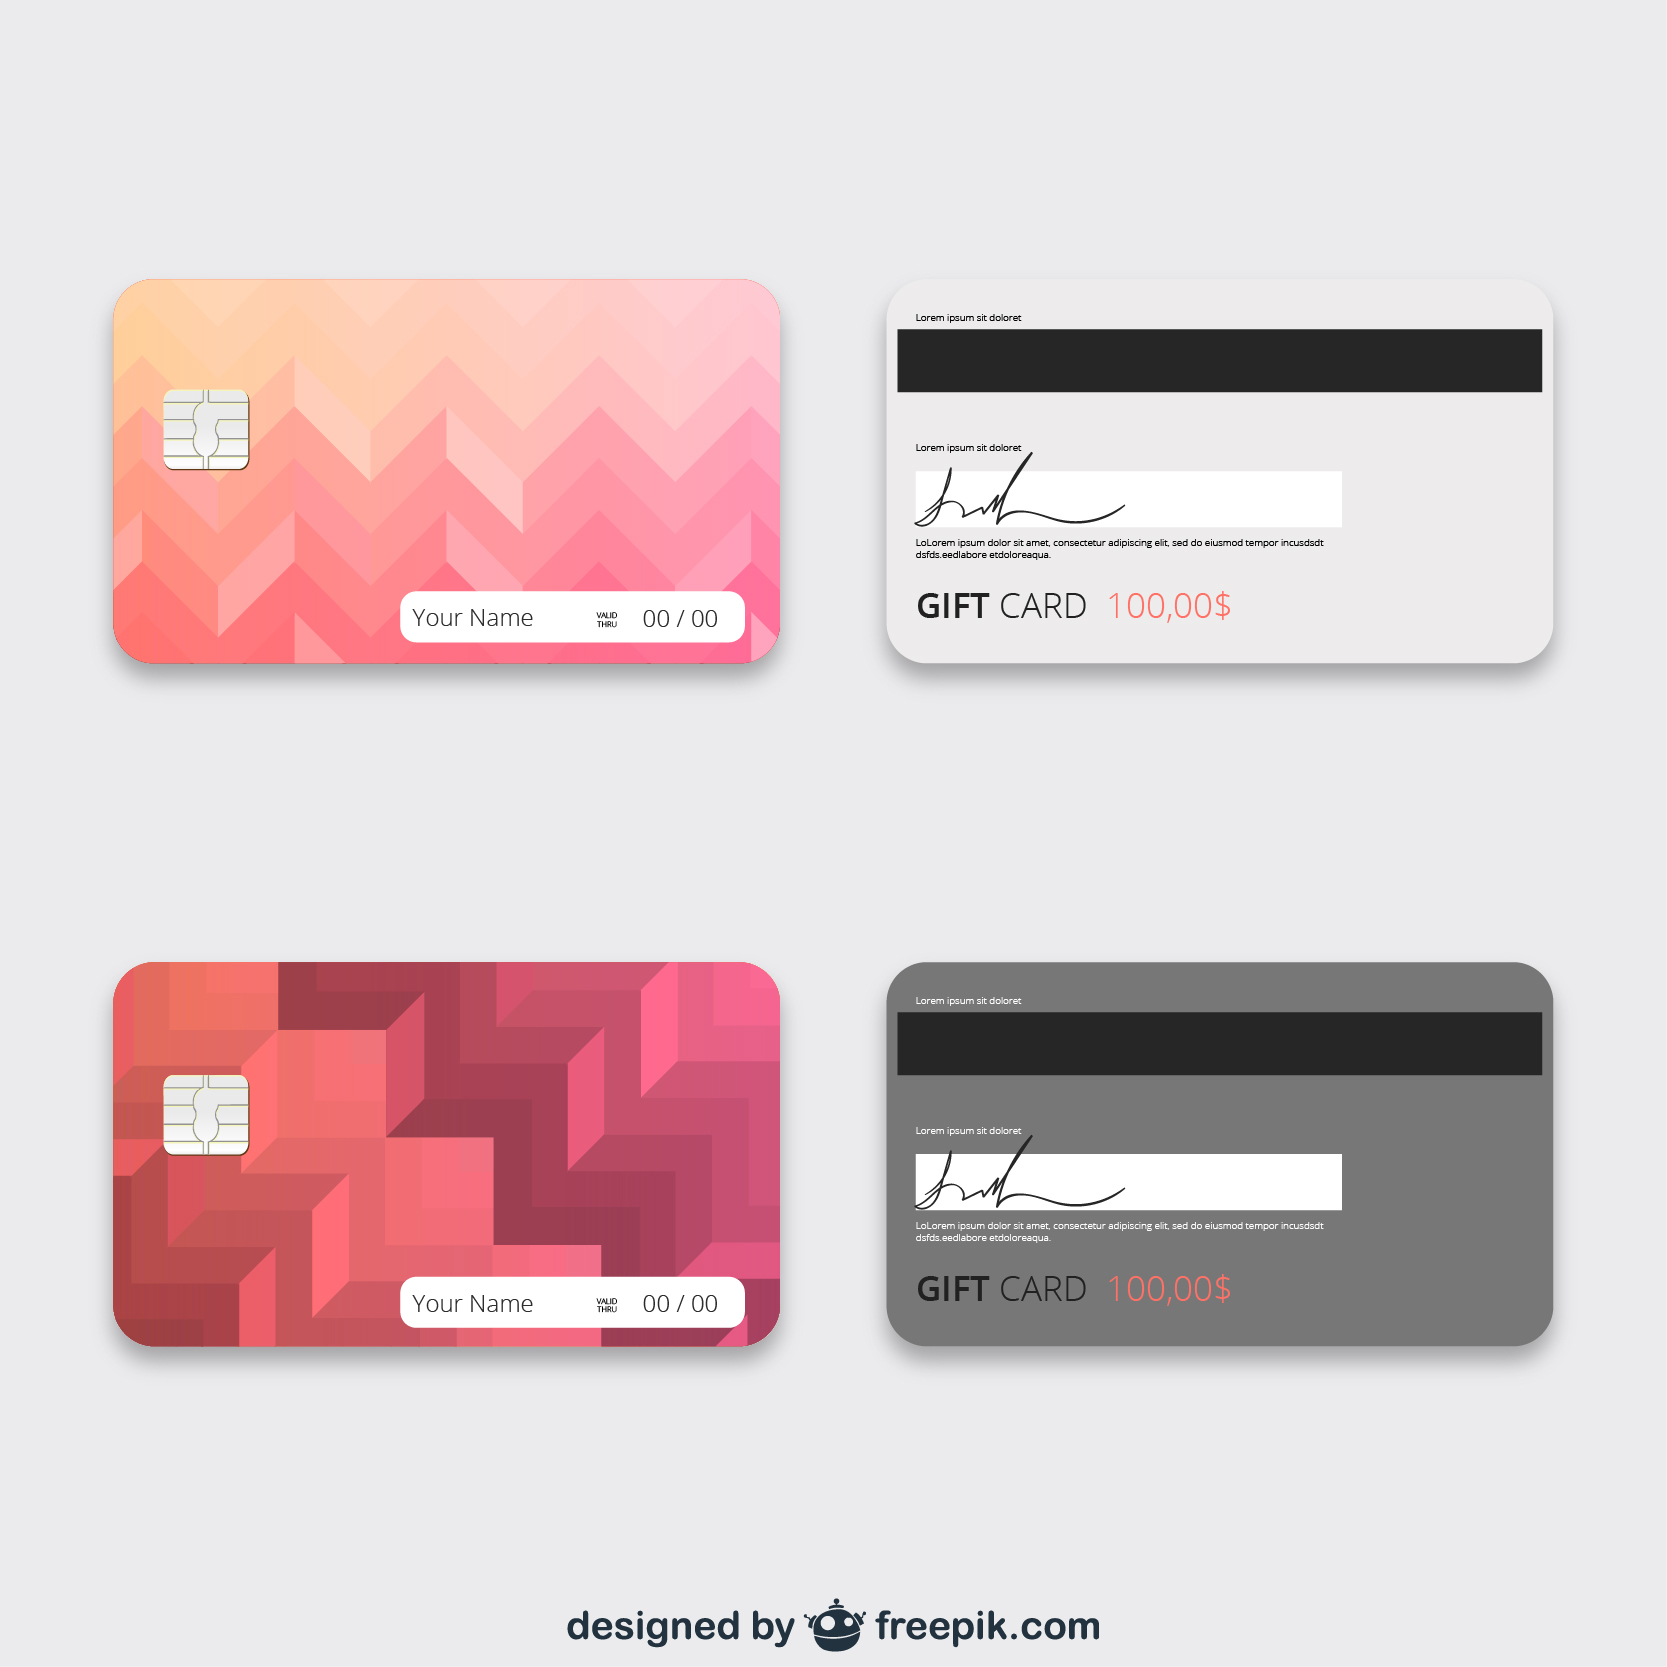 Your Name VALID THRU 00 / 00
Lorem ipsum sit doloret
Lorem ipsum sit doloret
LoLorem ipsum dolor sit amet, consectetur adipiscing elit, sed do eiusmod tempor incusdsdt
dsfds.eedlabore etdoloreaqua.
GIFT CARD 100,00$
Your Name VALID THRU 00 / 00
Lorem ipsum sit doloret
Lorem ipsum sit doloret
LoLorem ipsum dolor sit amet, consectetur adipiscing elit, sed do eiusmod tempor incusdsdt
dsfds.eedlabore etdoloreaqua.
GIFT CARD 100,00$
designed by freepik.com